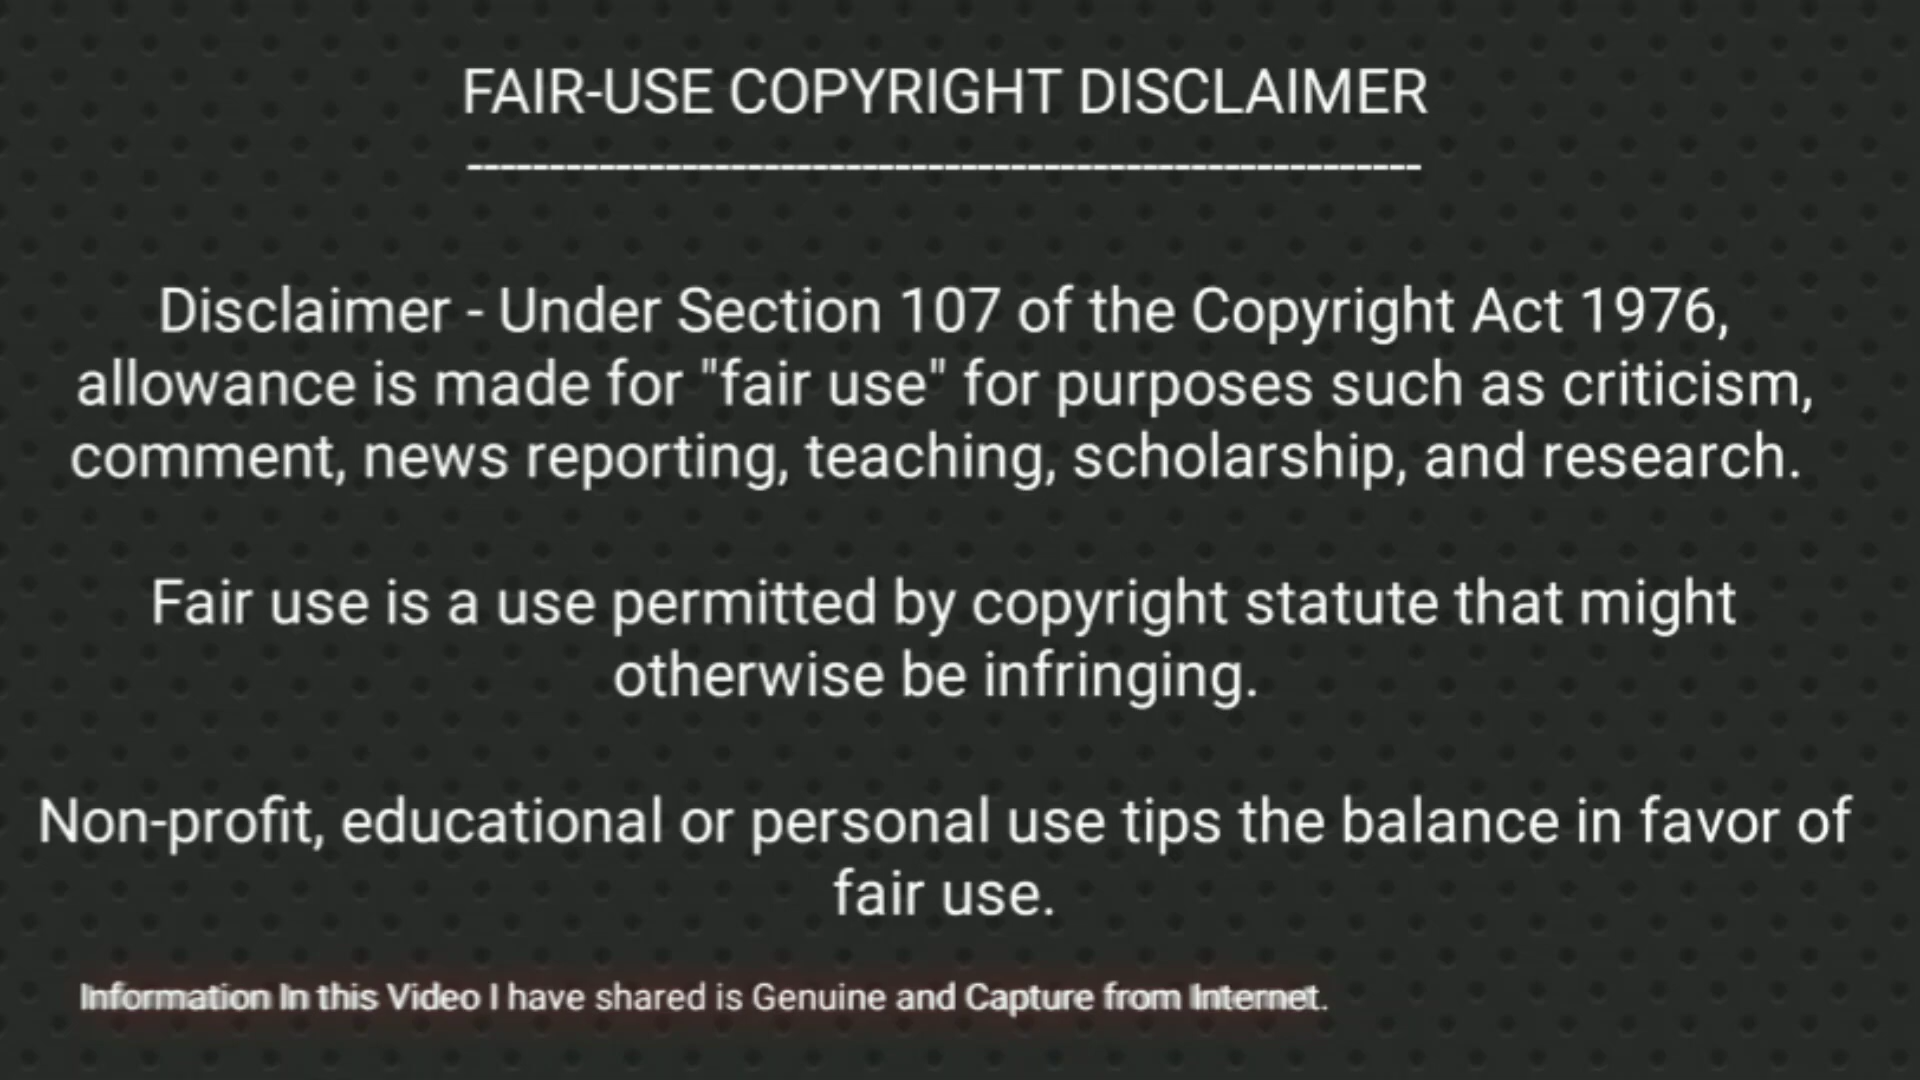 FAIR-USE COPYRIGHT DISCLAIMER
----------------------------------------------------------
Disclaimer - Under Section 107 of the Copyright Act 1976,
allowance is made for "fair use" for purposes such as criticism,
comment, news reporting, teaching, scholarship, and research.
Fair use is a use permitted by copyright statute that might
otherwise be infringing.
Non-profit, educational or personal use tips the balance in favor of
fair use.
Information In this Video I have shared is Genuine and Capture from Internet.